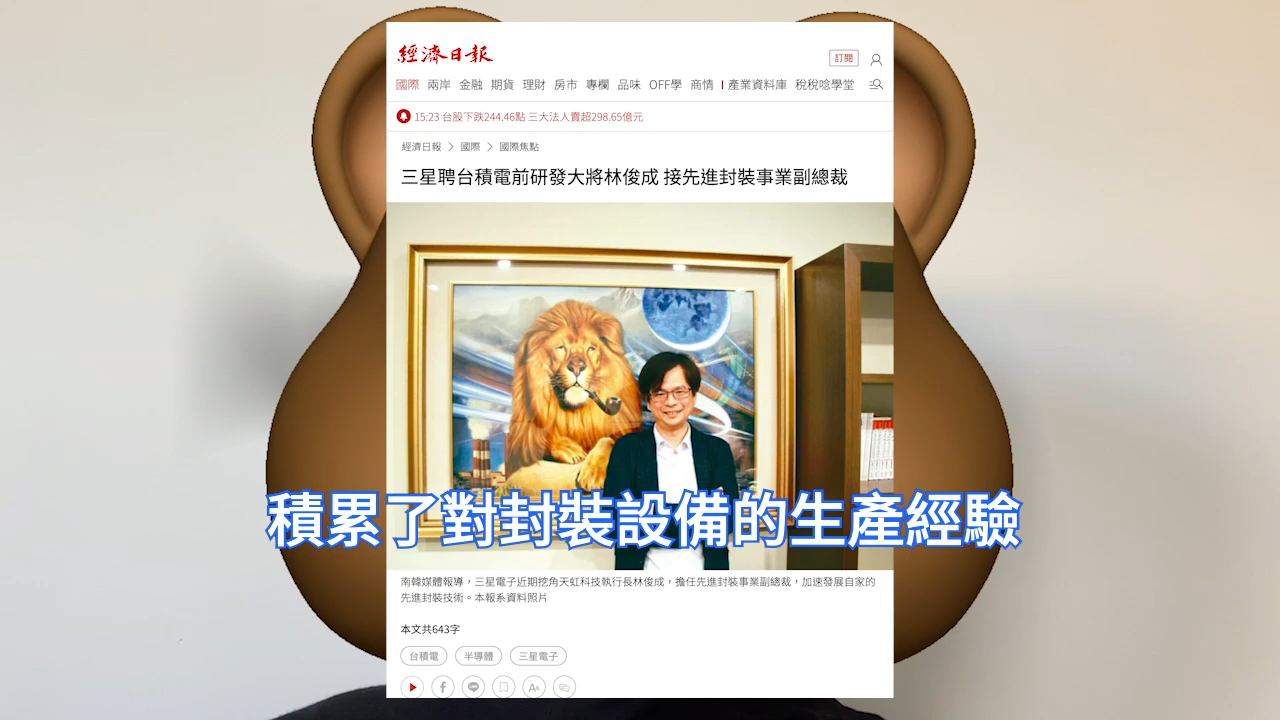 經濟日報
訂閱
國際 兩岸 金融 期貨 理財 房市 專欄 品味 OFF學 商情 產業資料庫 稅稅唸學堂
15:23 台股下跌244.46點 三大法人賣超298.65億元
經濟日報 > 國際 > 國際焦點
三星聘台積電前研發大將林俊成 接先進封裝事業副總裁
積累了對封裝設備的生產經驗
南韓媒體報導，三星電子近期挖角天虹科技執行長林俊成，擔任先進封裝事業副總裁，加速發展自家的
先進封裝技術。本報系資料照片
本文共643字
台積電 半導體 三星電子